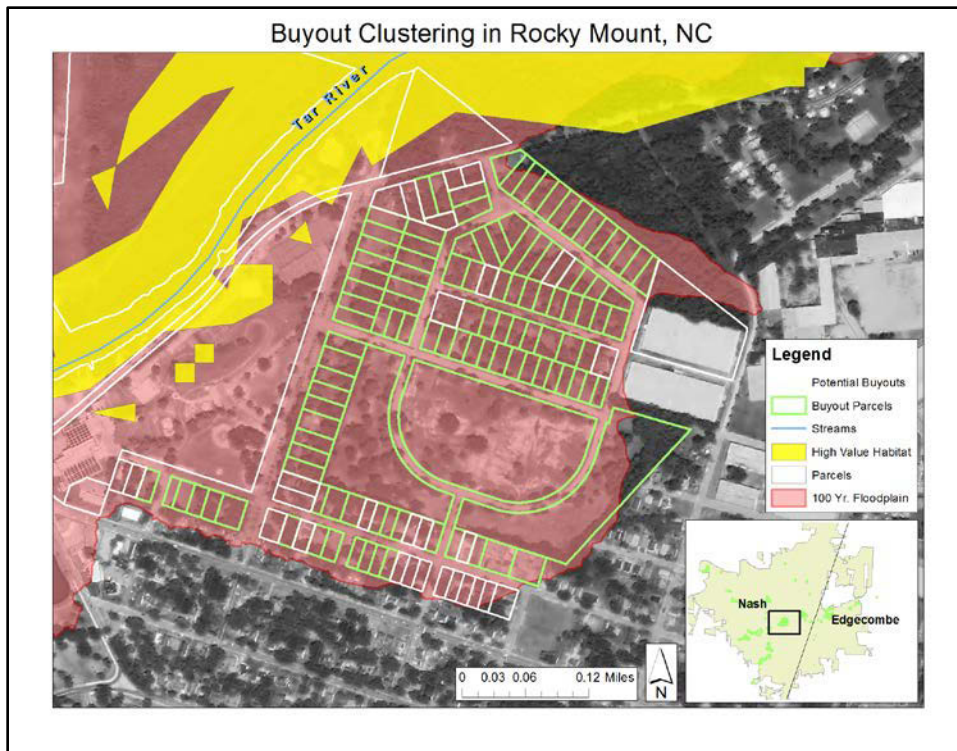 Buyout Clustering in Rocky Mount, NC
Tar River
Legend
Potential Buyouts
Buyout Parcels
Streams
High Value Habitat
Parcels
100 Yr. Floodplain
Nash
Edgecombe
0 0.03 0.06 0.12 Miles
N